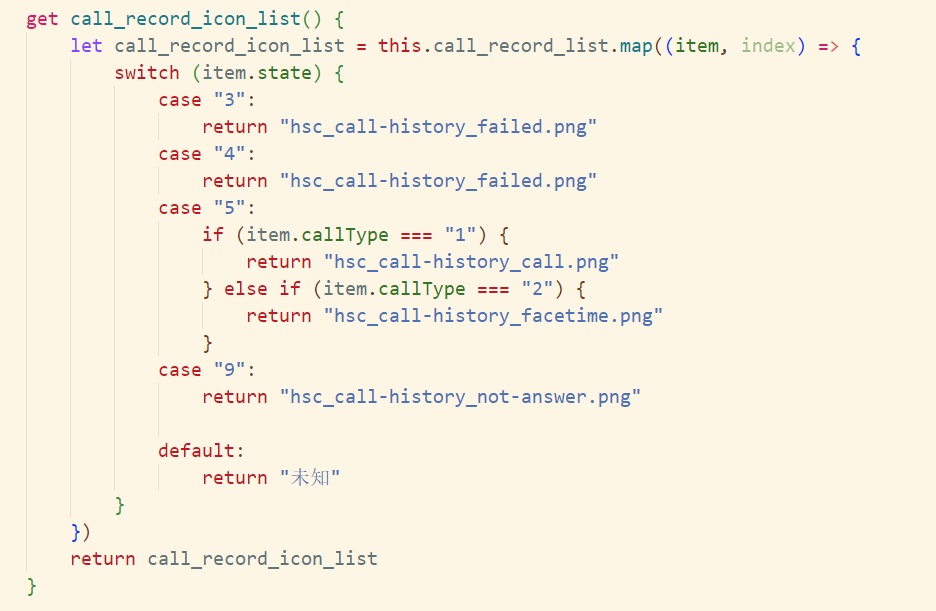 get call_record_icon_list() {
    let call_record_icon_list = this.call_record_list.map((item, index) => {
        switch (item.state) {
            case "3":
                return "hsc_call-history_failed.png"
            case "4":
                return "hsc_call-history_failed.png"
            case "5":
                if (item.callType === "1") {
                    return "hsc_call-history_call.png"
                } else if (item.callType === "2") {
                    return "hsc_call-history_facetime.png"
                }
            case "9":
                return "hsc_call-history_not-answer.png"

            default:
                return "未知"
        }
    })
    return call_record_icon_list
}